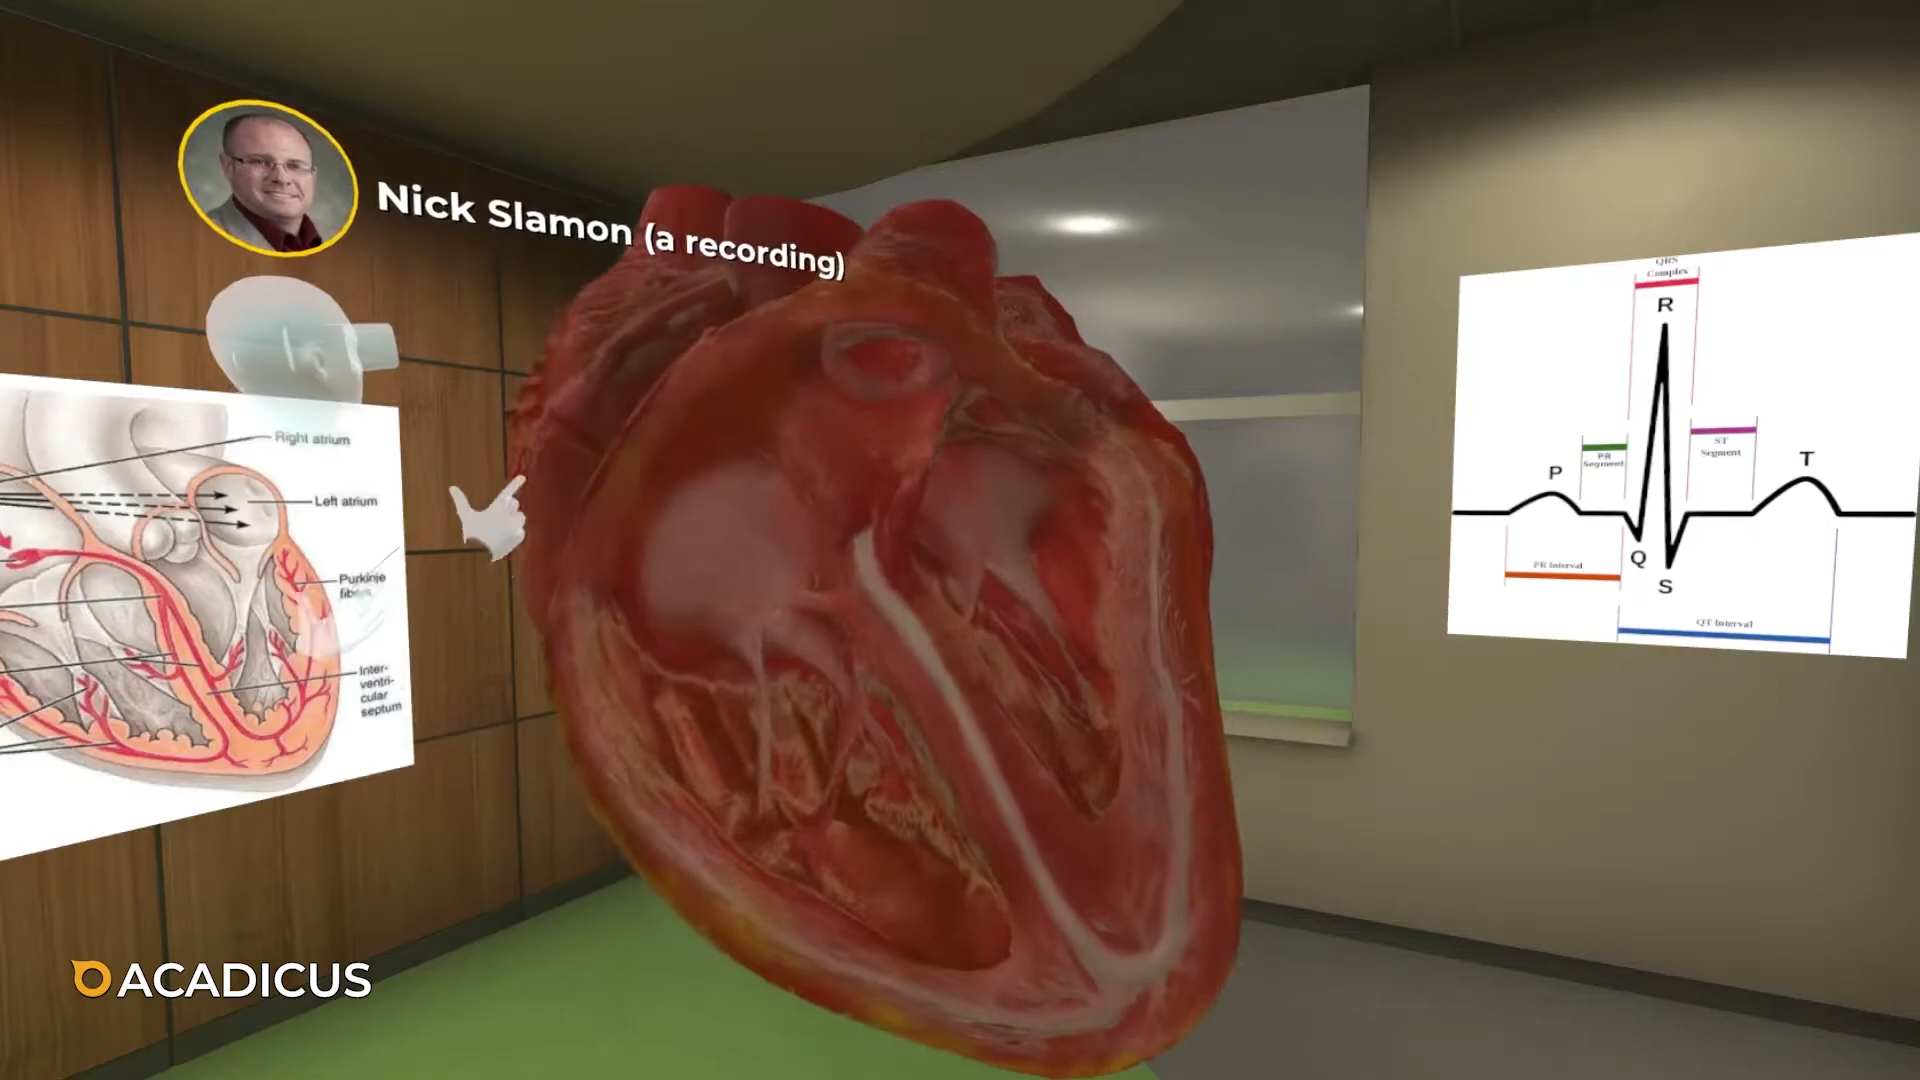 Nick Slamon (a recording)
Right atrium
Left atrium
Purkinje
fibers
Inter-
ventri-
cular
septum
ACADICUS
QRS
Complex
R
PR
Segment
ST
Segment
P
T
Q
S
PR Interval
QT Interval